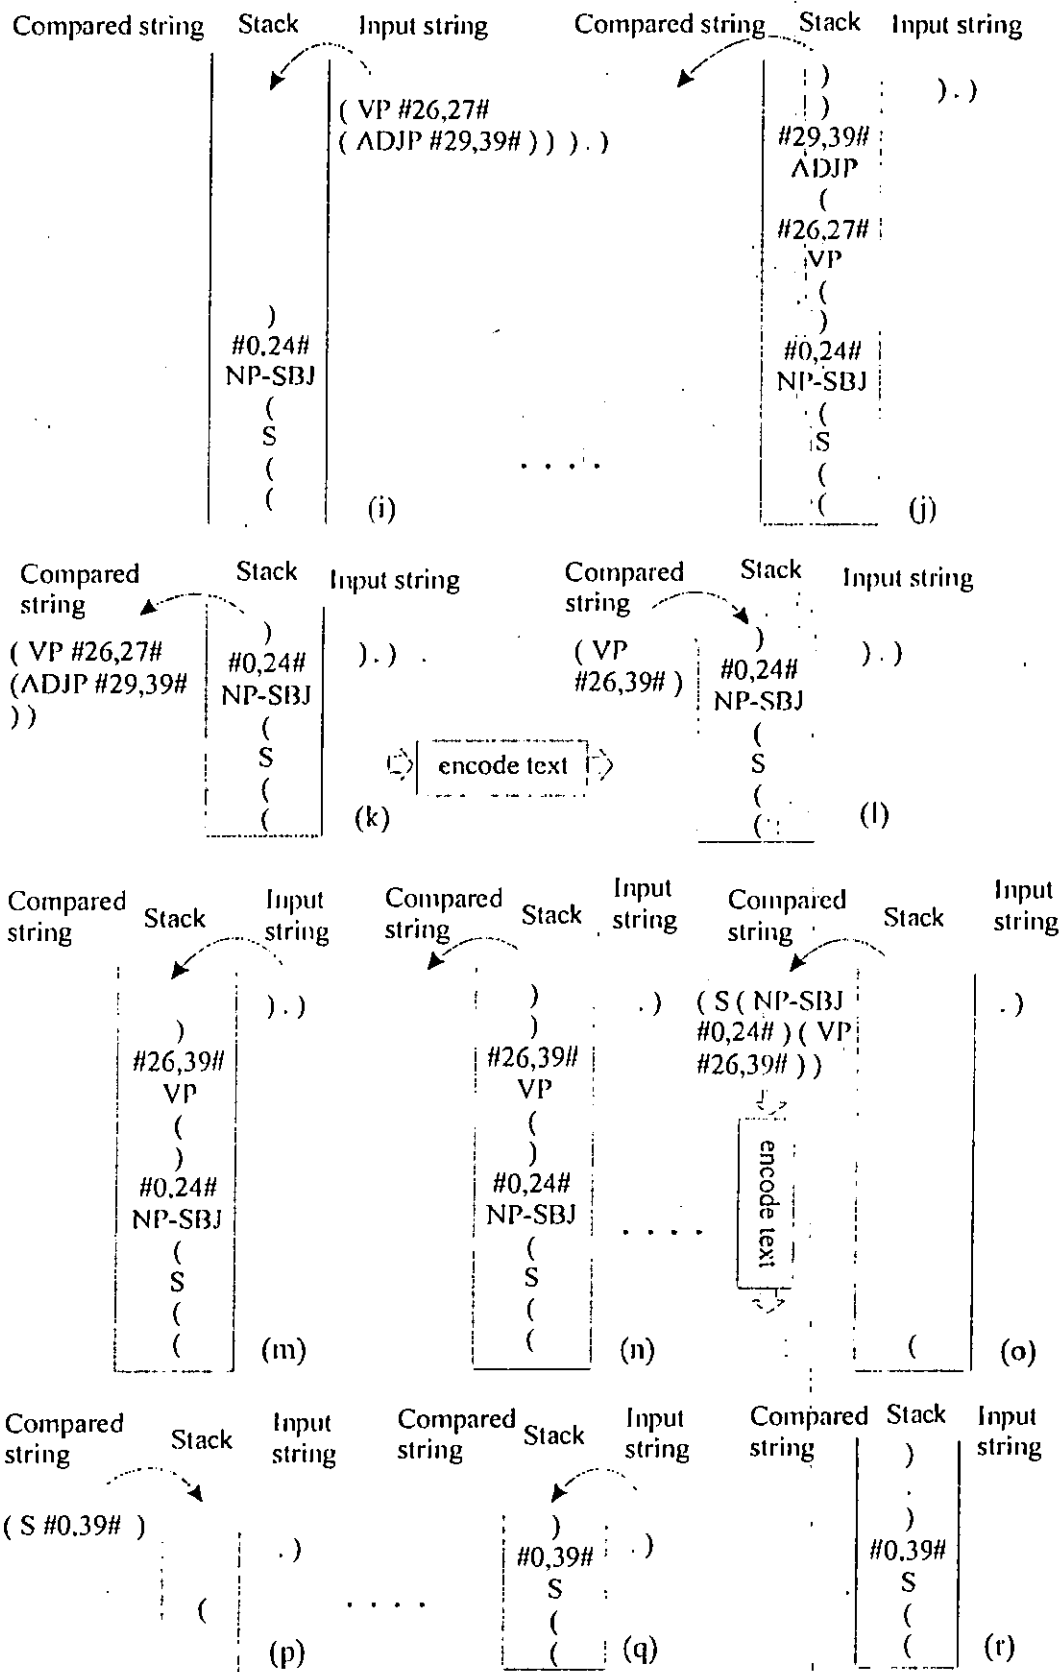 Compared string Stack Input string
( VP #26,27#
( ADJP #29,39# ) ) ) . )
)
#0,24#
NP-SBJ
(
S
(
(
(i)
. . . .
Compared string Stack Input string
)
)
#29,39#
ADJP
(
#26,27#
VP
(
)
#0,24#
NP-SBJ
(
S
(
(
) . )
(j)
Compared
string
Stack
Input string
( VP #26,27#
(ADJP #29,39#
) )
)
#0,24#
NP-SBJ
(
S
(
(
) . )
(k)
encode text
Compared
string
Stack
Input string
( VP
#26,39# )
)
#0,24#
NP-SBJ
(
S
(
(
) . )
(l)
Compared
string
Stack
Input
string
)
#26,39#
VP
(
)
#0,24#
NP-SBJ
(
S
(
(
) . )
(m)
Compared
string
Stack
Input
string
)
)
#26,39#
VP
(
)
#0,24#
NP-SBJ
(
S
(
(
. )
(n)
. . . .
Compared
string
Stack
Input
string
( S ( NP-SBJ
#0,24# ) ( VP
#26,39# ) )
encode text
(
. )
(o)
Compared
string
Stack
Input
string
( S #0,39# )
(
. )
(p)
. . . .
Compared
string
Stack
Input
string
)
#0,39#
S
(
(
. )
(q)
Compared
string
Stack
Input
string
)
.
)
#0,39#
S
(
(
(r)